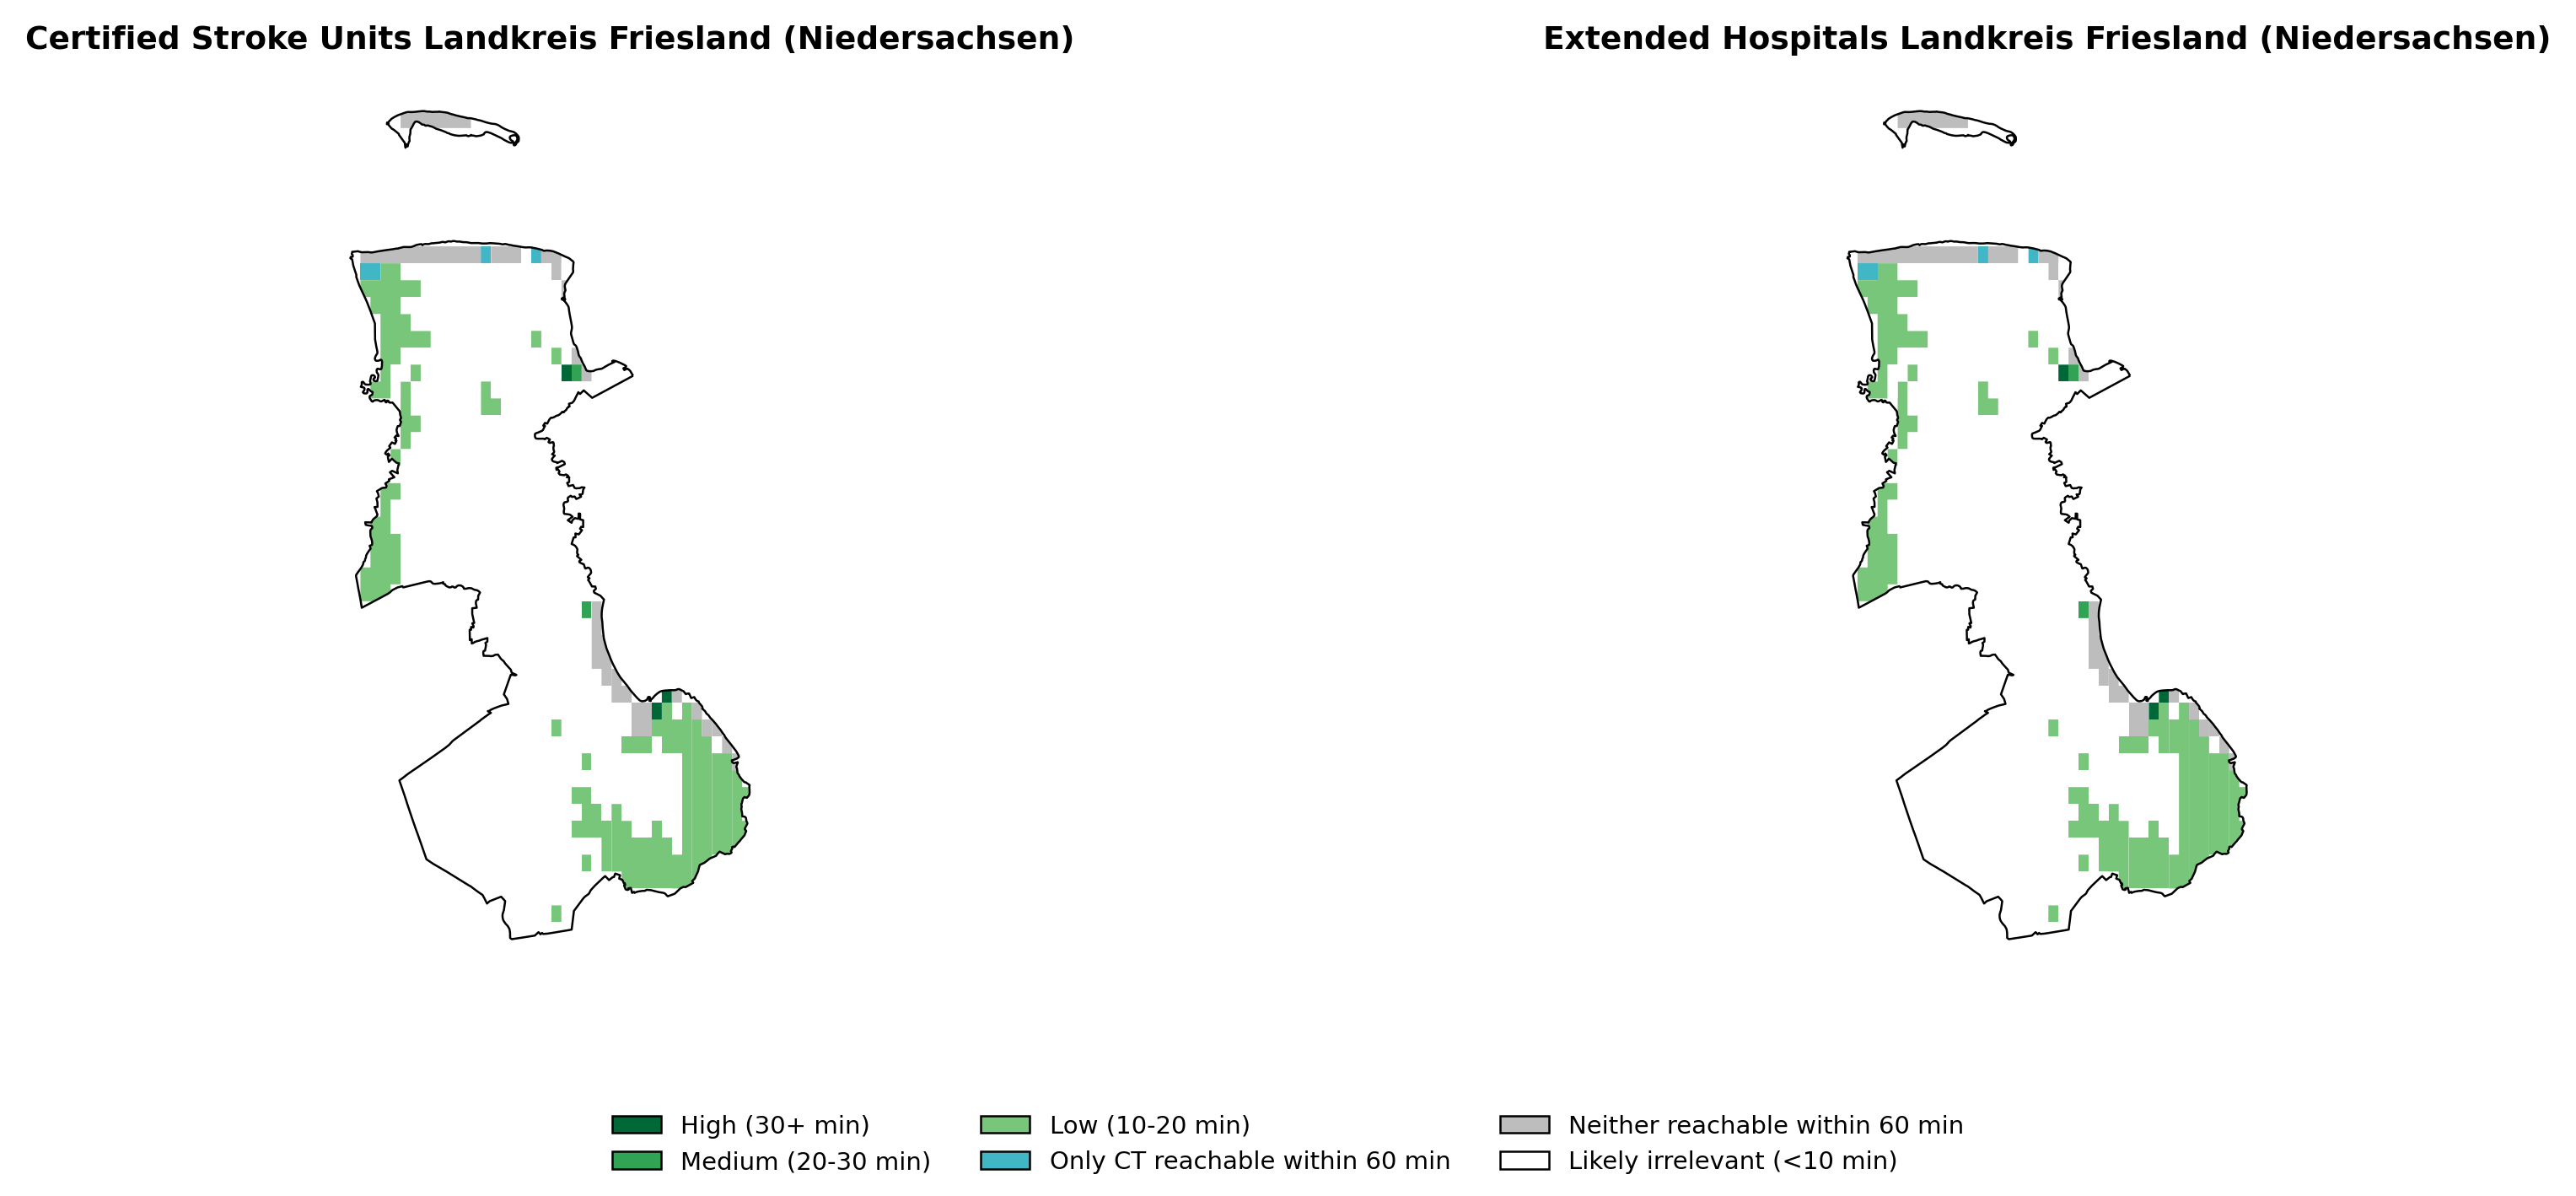 Certified Stroke Units Landkreis Friesland (Niedersachsen)
Extended Hospitals Landkreis Friesland (Niedersachsen)
High (30+ min)
Medium (20-30 min)
Low (10-20 min)
Only CT reachable within 60 min
Neither reachable within 60 min
Likely irrelevant (<10 min)